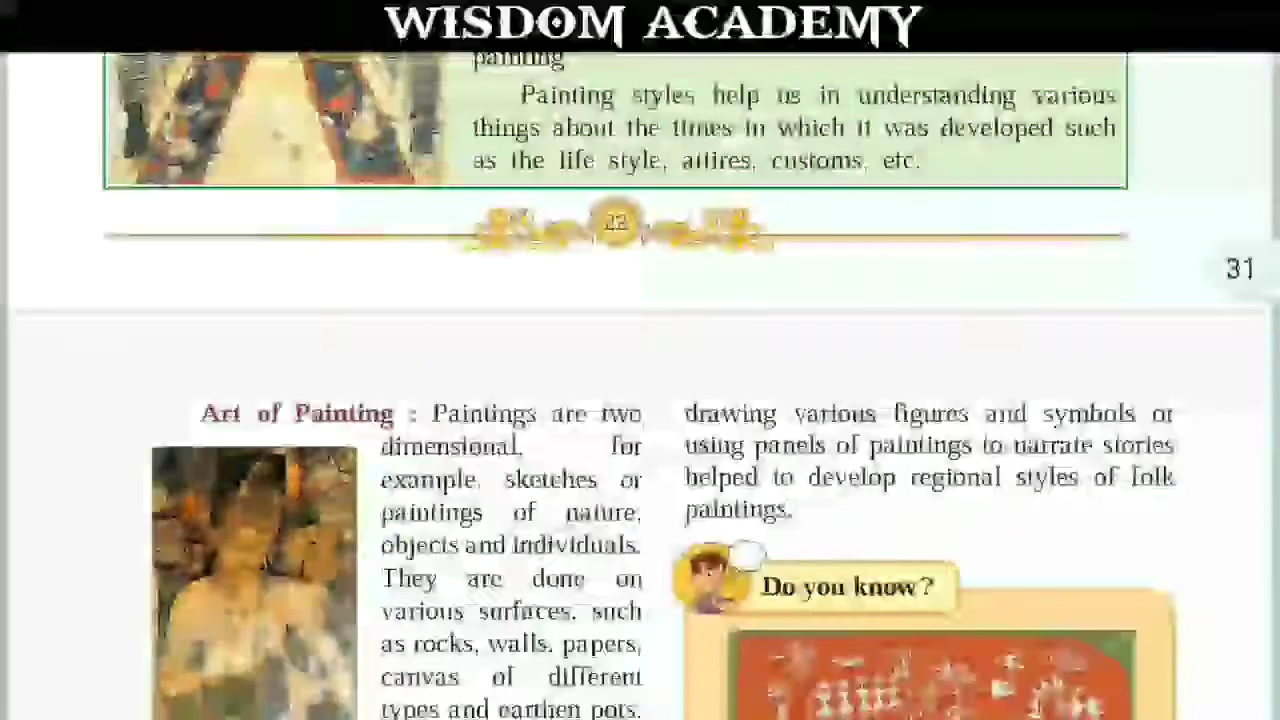 WISDOM ACADEMY
painting
Painting styles help us in understanding various
things about the times in which it was developed such
as the life style, attires, customs, etc.
23
31
Art of Painting : Paintings are two
dimensional, for
example, sketches or
paintings of nature,
objects and individuals.
They are done on
various surfaces, such
as rocks, walls, papers,
canvas of different
types and earthen pots.
drawing various figures and symbols or
using panels of paintings to narrate stories
helped to develop regional styles of folk
paintings.
Do you know?